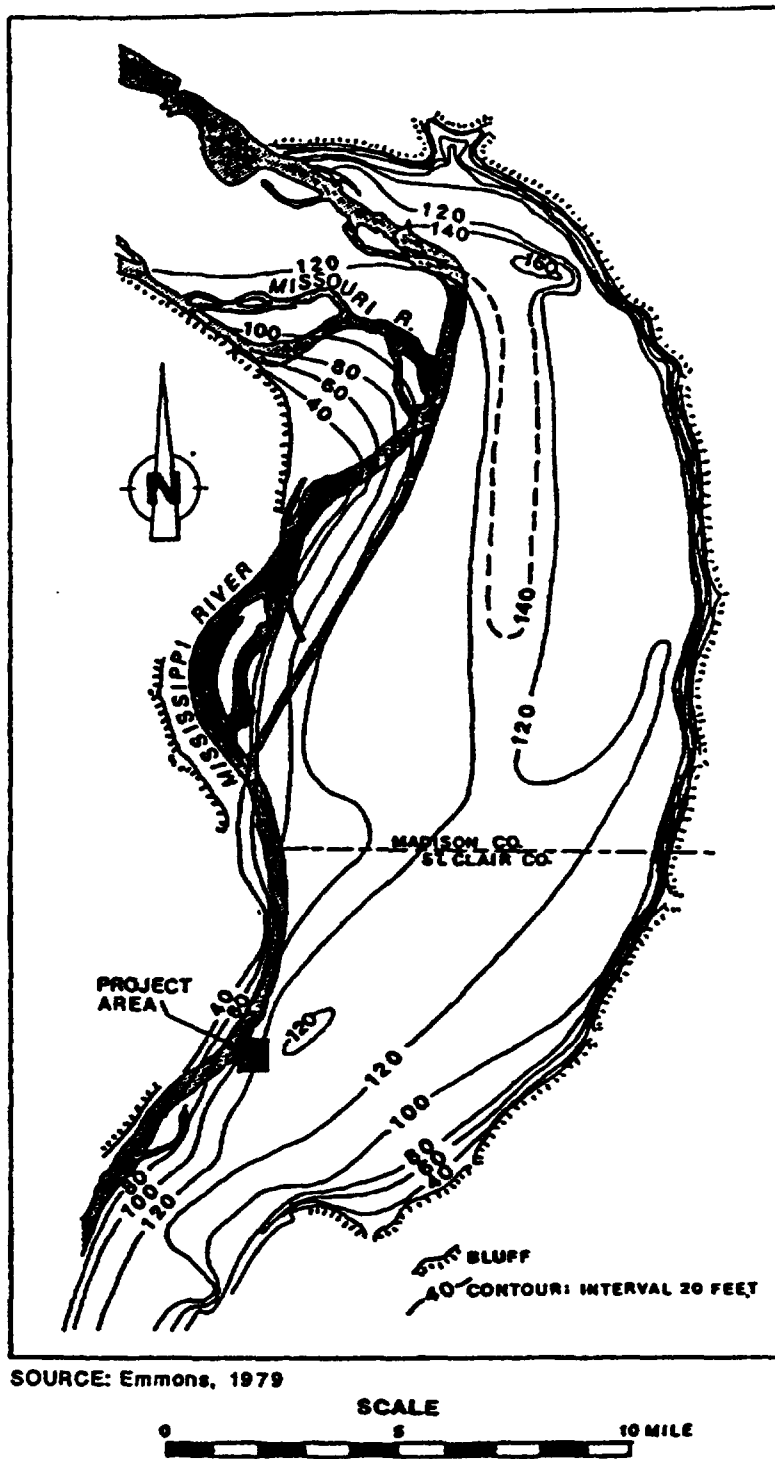 120
140
160
120
MISSOURI R.
100
80
60
40
N
MISSISSIPPI RIVER
140
120
MADISON CO.
ST. CLAIR CO.
PROJECT
AREA
40
80
120
120
100
80
60
40
80
100
120
BLUFF
40 CONTOUR: INTERVAL 20 FEET
SOURCE: Emmons, 1979
SCALE
0 5 10 MILE